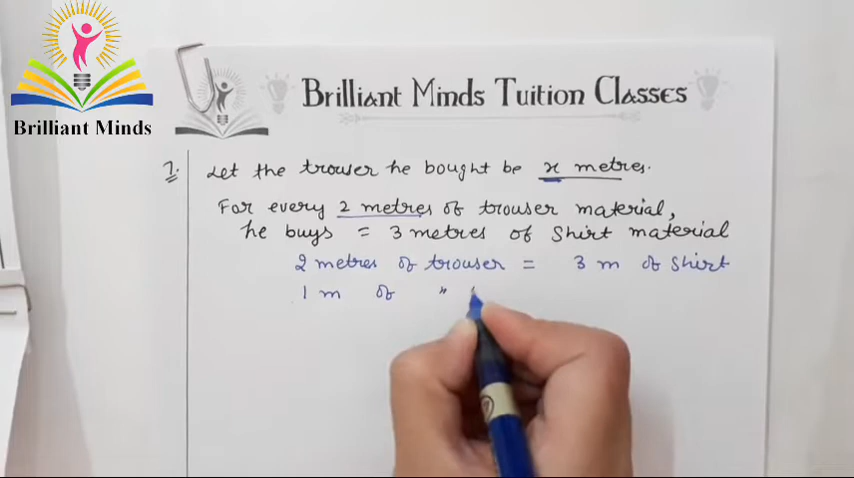 Brilliant Minds
Brilliant Minds Tuition Classes
7. Let the trouser he bought be x metres.
For every 2 metres of trouser material,
he buys = 3 metres of shirt material
2 metres of trouser = 3 m of shirt
1 m of "